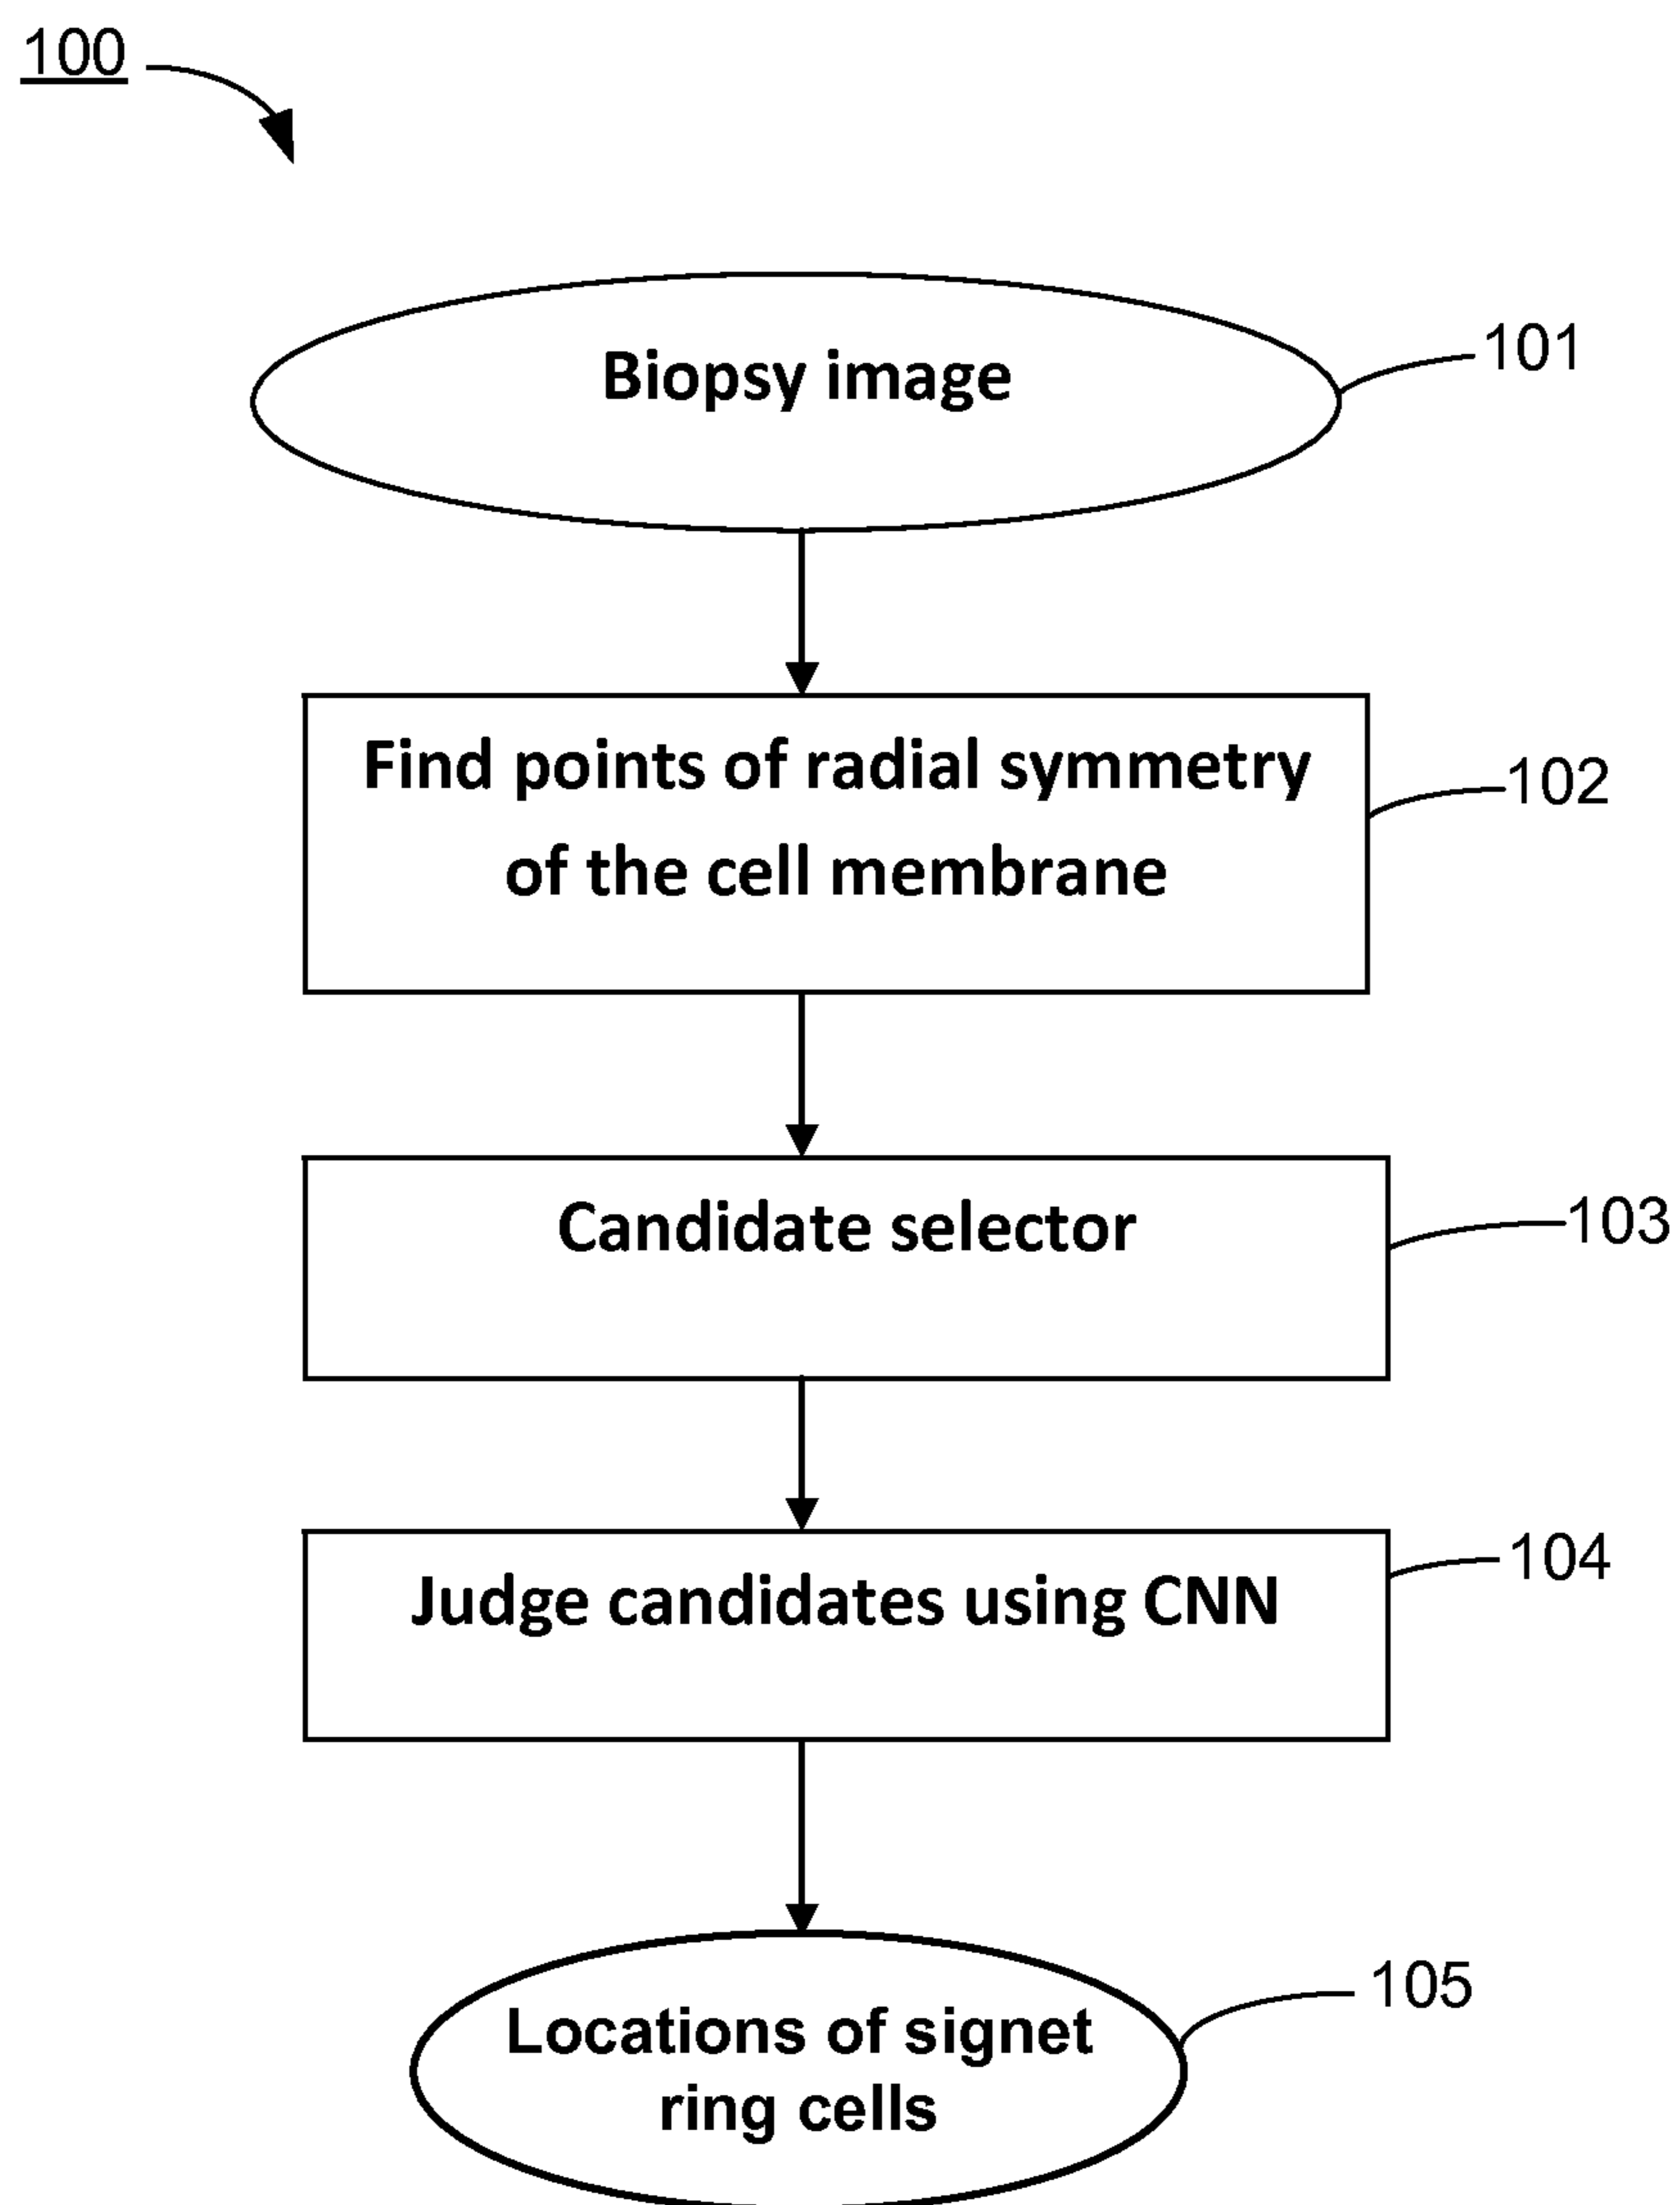 100
Biopsy image
101
Find points of radial symmetry
of the cell membrane
102
Candidate selector
103
Judge candidates using CNN
104
Locations of signet
ring cells
105